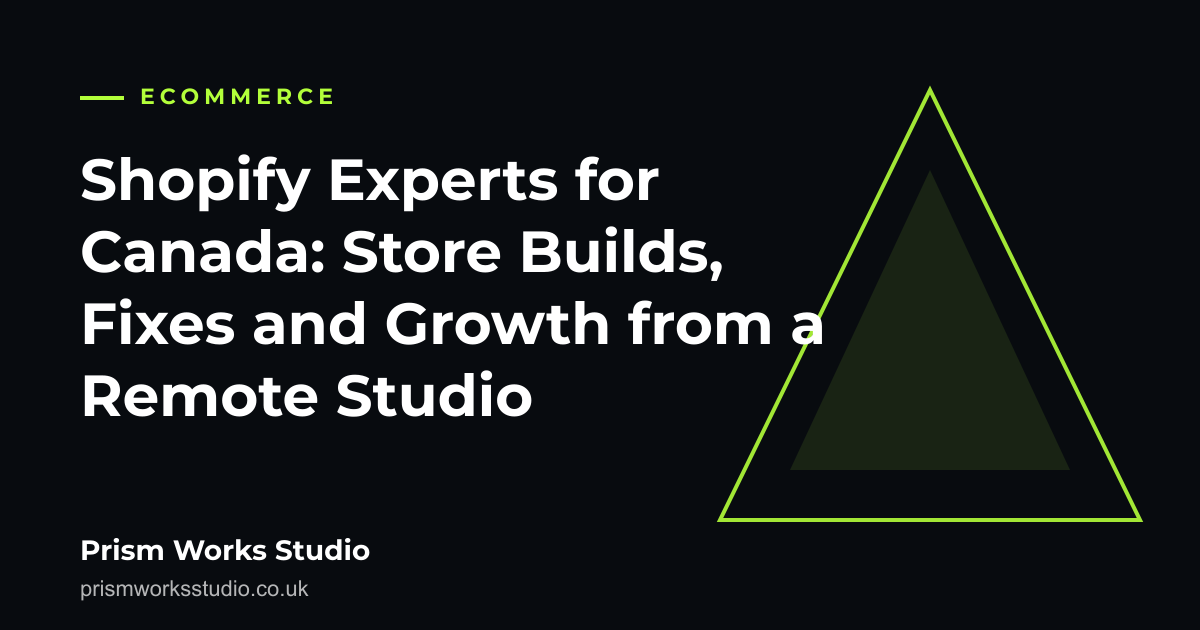 ECOMMERCE
Shopify Experts for
Canada: Store Builds,
Fixes and Growth from a
Remote Studio
Prism Works Studio
prismworksstudio.co.uk